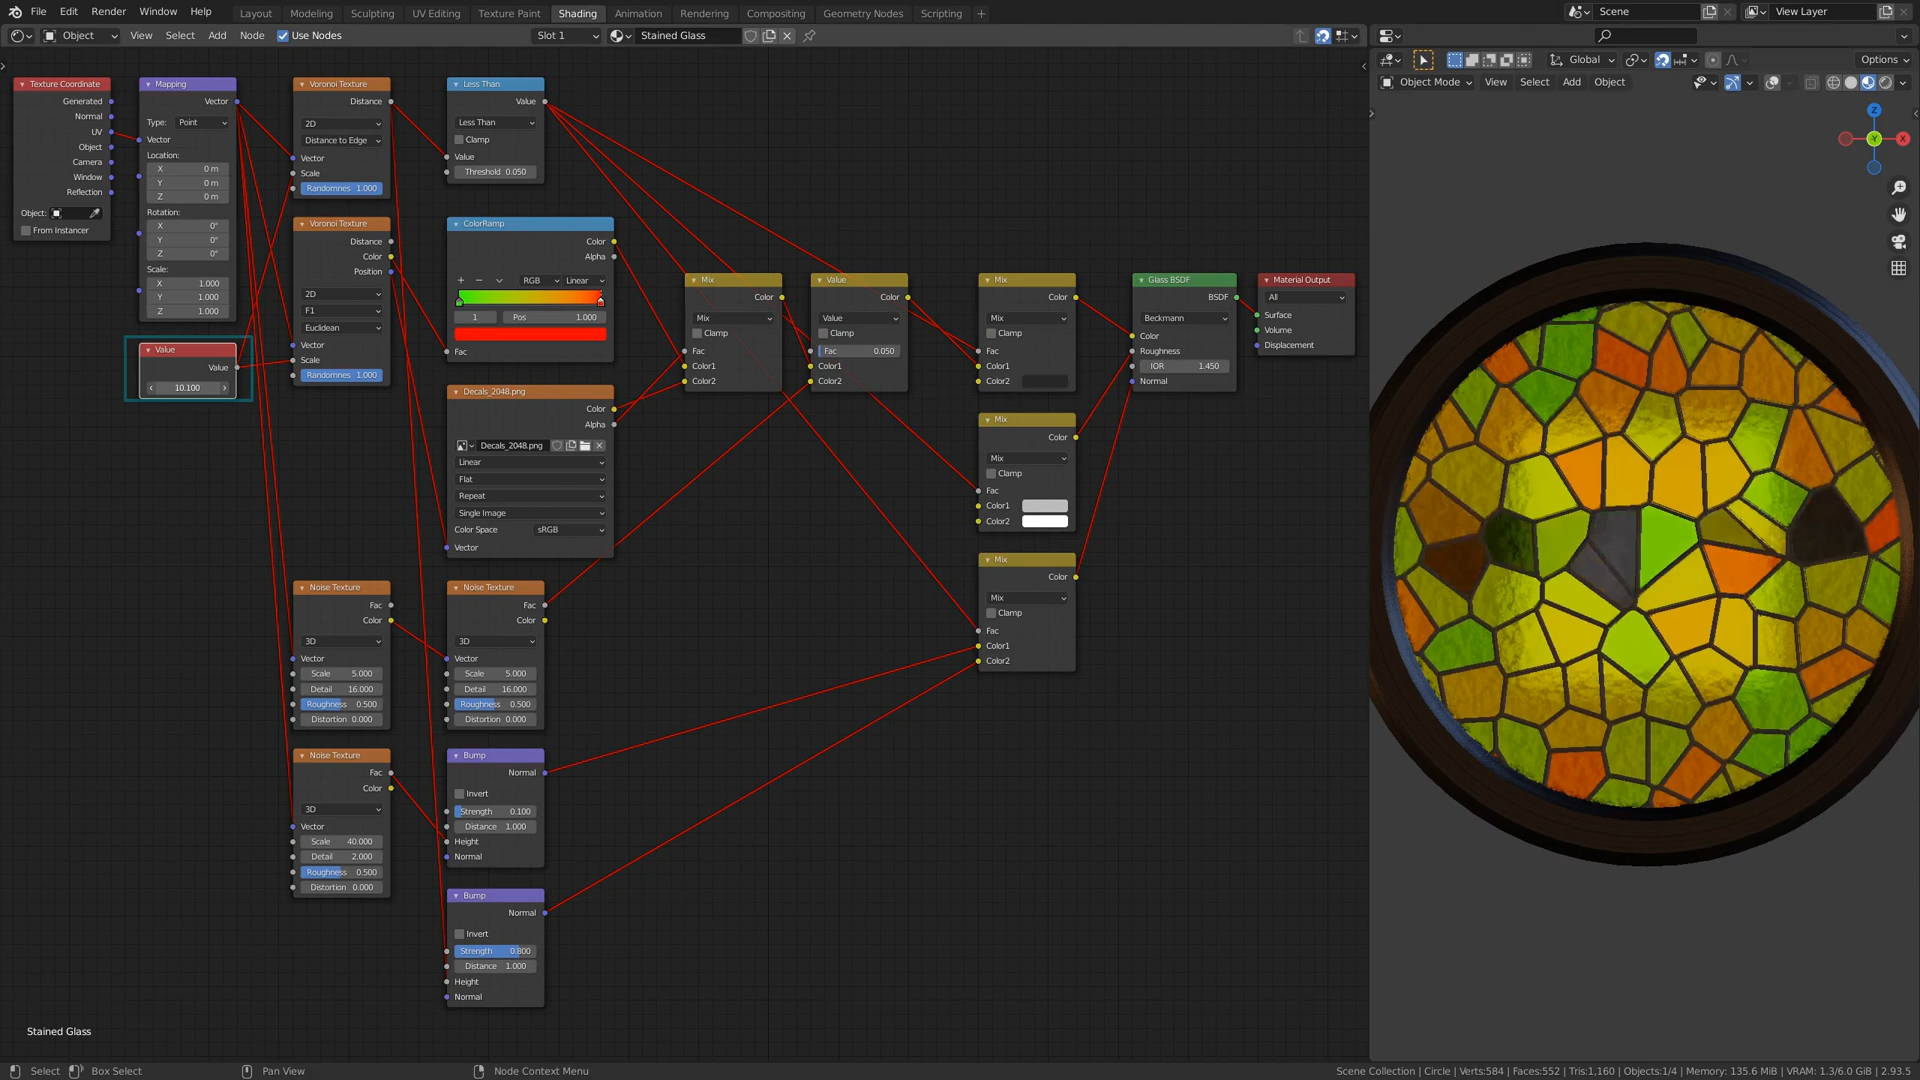 File Edit Render Window Help
Layout Modeling Sculpting UV Editing Texture Paint Shading Animation Rendering Compositing Geometry Nodes Scripting +
Scene
View Layer
Object View Select Add Node Use Nodes
Slot 1
Stained Glass
Global
Options
Object Mode View Select Add Object
Z
X
Y
Texture Coordinate
Generated
Normal
UV
Object
Camera
Window
Reflection
Object:
From Instancer
Mapping
Vector
Type: Point
Vector
Location:
X 0 m
Y 0 m
Z 0 m
Rotation:
X 0°
Y 0°
Z 0°
Scale:
X 1.000
Y 1.000
Z 1.000
Value
Value
10.100
Voronoi Texture
Distance
2D
Distance to Edge
Vector
Scale
Randomnes 1.000
Voronoi Texture
Distance
Color
Position
2D
F1
Euclidean
Vector
Scale
Randomnes 1.000
Less Than
Value
Less Than
Clamp
Value
Threshold 0.050
ColorRamp
Color
Alpha
RGB Linear
1 Pos 1.000
Fac
Decals_2048.png
Color
Alpha
Decals_2048.png
Linear
Flat
Repeat
Single Image
Color Space sRGB
Vector
Noise Texture
Fac
Color
3D
Vector
Scale 5.000
Detail 16.000
Roughness 0.500
Distortion 0.000
Noise Texture
Fac
Color
3D
Vector
Scale 5.000
Detail 16.000
Roughness 0.500
Distortion 0.000
Noise Texture
Fac
Color
3D
Vector
Scale 40.000
Detail 2.000
Roughness 0.500
Distortion 0.000
Bump
Normal
Invert
Strength 0.100
Distance 1.000
Height
Normal
Bump
Normal
Invert
Strength 0.800
Distance 1.000
Height
Normal
Mix
Color
Mix
Clamp
Fac
Color1
Color2
Value
Color
Value
Clamp
Fac 0.050
Color1
Color2
Mix
Color
Mix
Clamp
Fac
Color1
Color2
Mix
Color
Mix
Clamp
Fac
Color1
Color2
Mix
Color
Mix
Clamp
Fac
Color1
Color2
Glass BSDF
BSDF
Beckmann
Color
Roughness
IOR 1.450
Normal
Material Output
All
Surface
Volume
Displacement
Stained Glass
Select Box Select Pan View Node Context Menu
Scene Collection | Circle | Verts:584 | Faces:552 | Tris:1,160 | Objects:1/4 | Memory: 135.6 MiB | VRAM: 1.3/6.0 GiB | 2.93.5